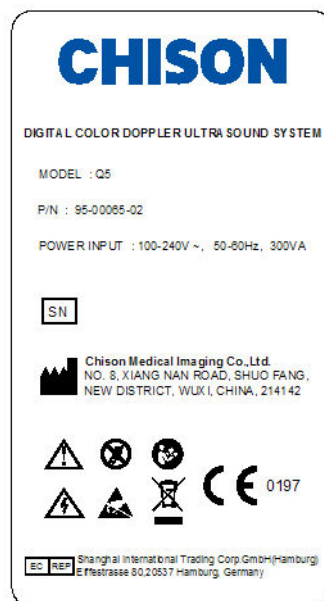 CHISON
DIGITAL COLOR DOPPLER ULTRASOUND SYSTEM
MODEL : Q5
P/N : 95-00065-02
POWER INPUT : 100-240V ~, 50-60Hz, 300VA
SN
Chison Medical Imaging Co.,Ltd.
NO. 8, XIANG NAN ROAD, SHUO FANG,
NEW DISTRICT, WUXI, CHINA, 214142
CE 0197
EC REP Shanghai International Trading Corp.GmbH(Hamburg)
Eiffestrasse 80,20537 Hamburg, Germany